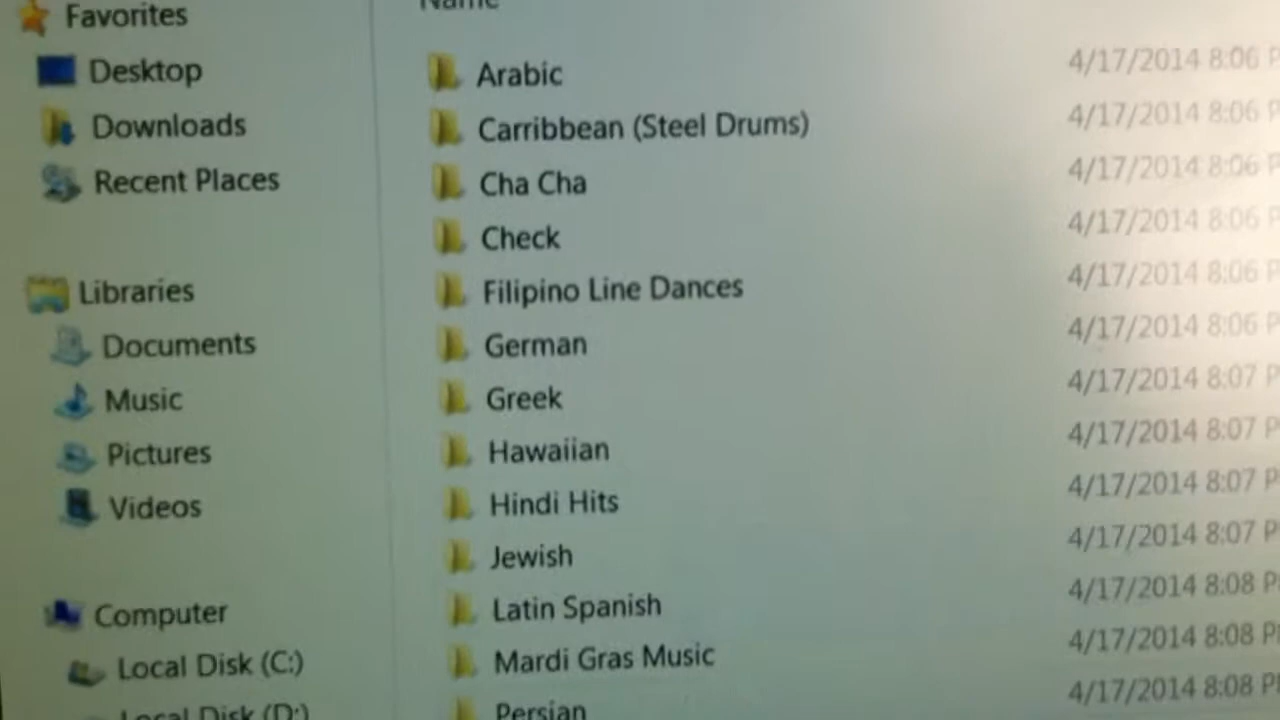 Favorites
Desktop
Downloads
Recent Places
Libraries
Documents
Music
Pictures
Videos
Computer
Local Disk (C:)
Local Disk (D:)
Name
Arabic 4/17/2014 8:06 P
Carribbean (Steel Drums) 4/17/2014 8:06 P
Cha Cha 4/17/2014 8:06 P
Check 4/17/2014 8:06 P
Filipino Line Dances 4/17/2014 8:06 P
German 4/17/2014 8:06 P
Greek 4/17/2014 8:07 P
Hawaiian 4/17/2014 8:07 P
Hindi Hits 4/17/2014 8:07 P
Jewish 4/17/2014 8:07 P
Latin Spanish 4/17/2014 8:08 P
Mardi Gras Music 4/17/2014 8:08 P
Persian 4/17/2014 8:08 P